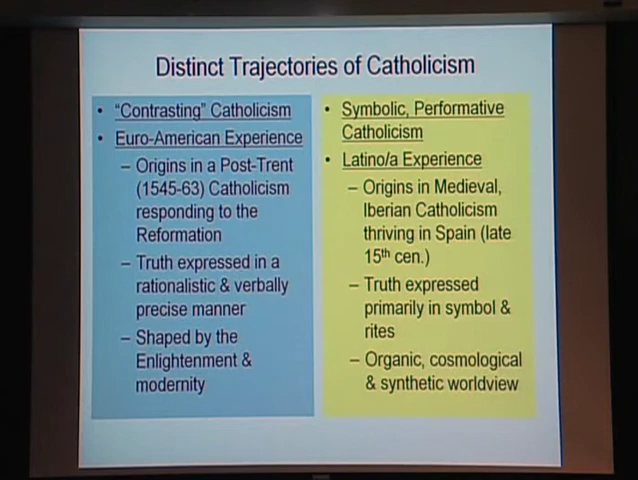 Distinct Trajectories of Catholicism
• "Contrasting" Catholicism
• Euro-American Experience
– Origins in a Post-Trent
(1545-63) Catholicism
responding to the
Reformation
– Truth expressed in a
rationalistic & verbally
precise manner
– Shaped by the
Enlightenment &
modernity
• Symbolic, Performative
Catholicism
• Latino/a Experience
– Origins in Medieval,
Iberian Catholicism
thriving in Spain (late
15th cen.)
– Truth expressed
primarily in symbol &
rites
– Organic, cosmological
& synthetic worldview